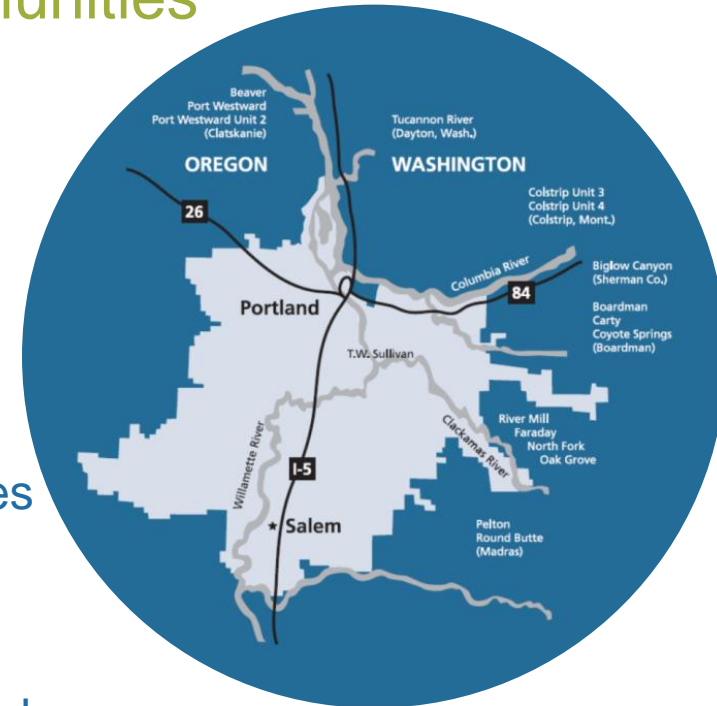 Beaver
Port Westward
Port Westward Unit 2
(Clatskanie)
Tucannon River
(Dayton, Wash.)
OREGON
WASHINGTON
Colstrip Unit 3
Colstrip Unit 4
(Colstrip, Mont.)
26
Columbia River
Biglow Canyon
(Sherman Co.)
84
Portland
Boardman
Carty
Coyote Springs
(Boardman)
T.W. Sullivan
River Mill
Faraday
North Fork
Oak Grove
Clackamas River
Willamette River
I-5
Salem
Pelton
Round Butte
(Madras)